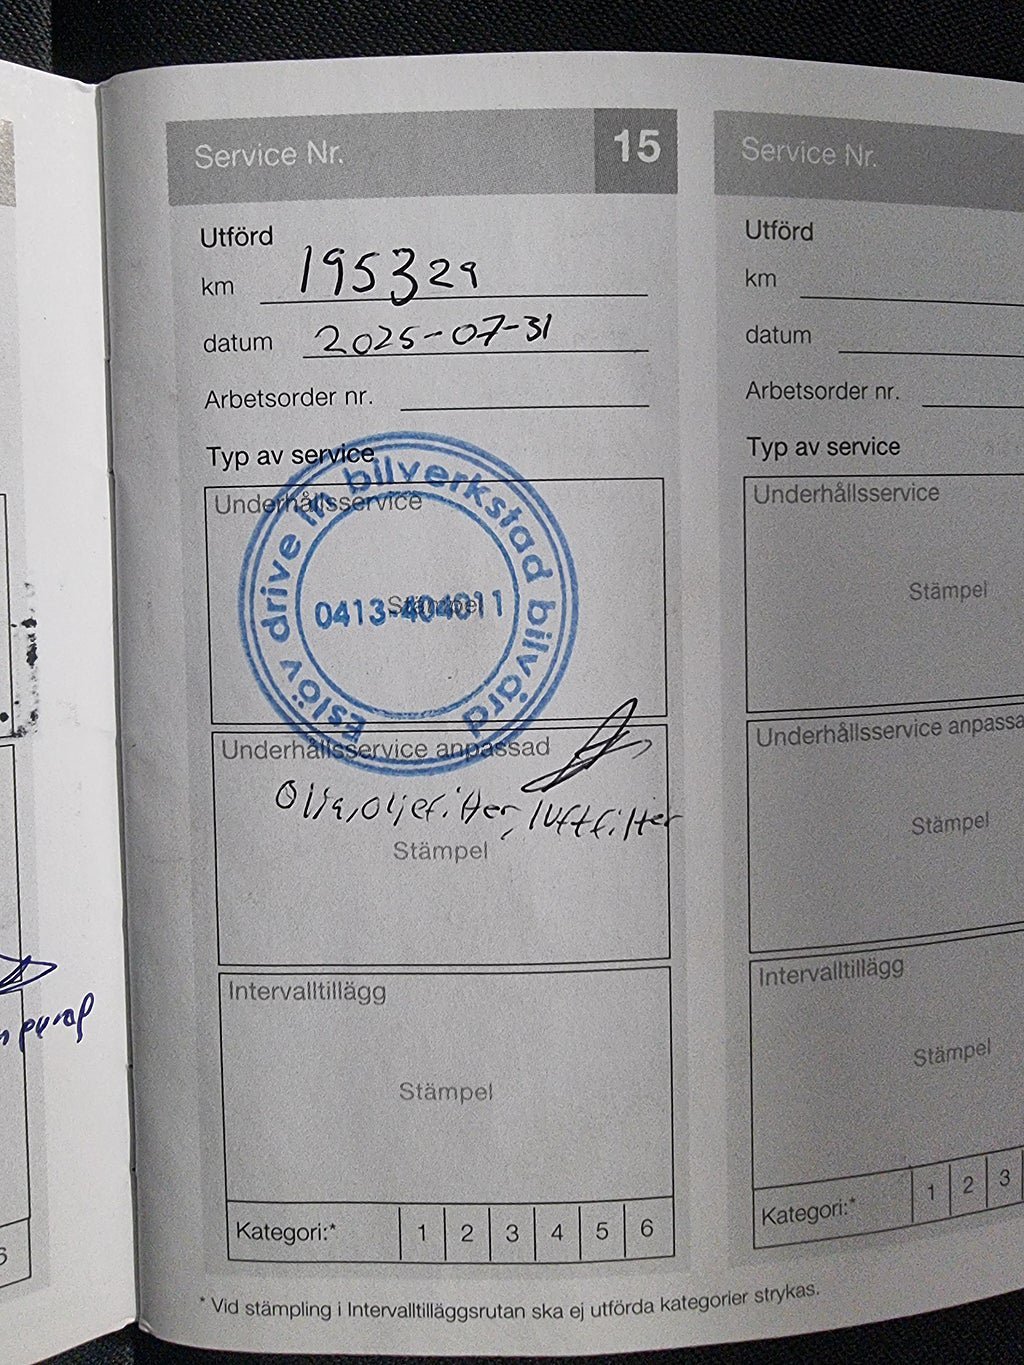 Service Nr. 15
Utförd
km 195329
datum 2025-07-31
Arbetsorder nr.
Typ av service
Underhållsservice
Stämpel
Eslöv drive in bilverkstad bilvård
0413-404011
Underhållsservice anpassad
Olja, oljefilter, luftfilter
Stämpel
Intervalltillägg
Stämpel
Kategori:* 1 2 3 4 5 6
* Vid stämpling i Intervalltilläggsrutan ska ej utförda kategorier strykas.
Service Nr.
Utförd
km
datum
Arbetsorder nr.
Typ av service
Underhållsservice
Stämpel
Underhållsservice anpassa
Stämpel
Intervalltillägg
Stämpel
Kategori:* 1 2 3